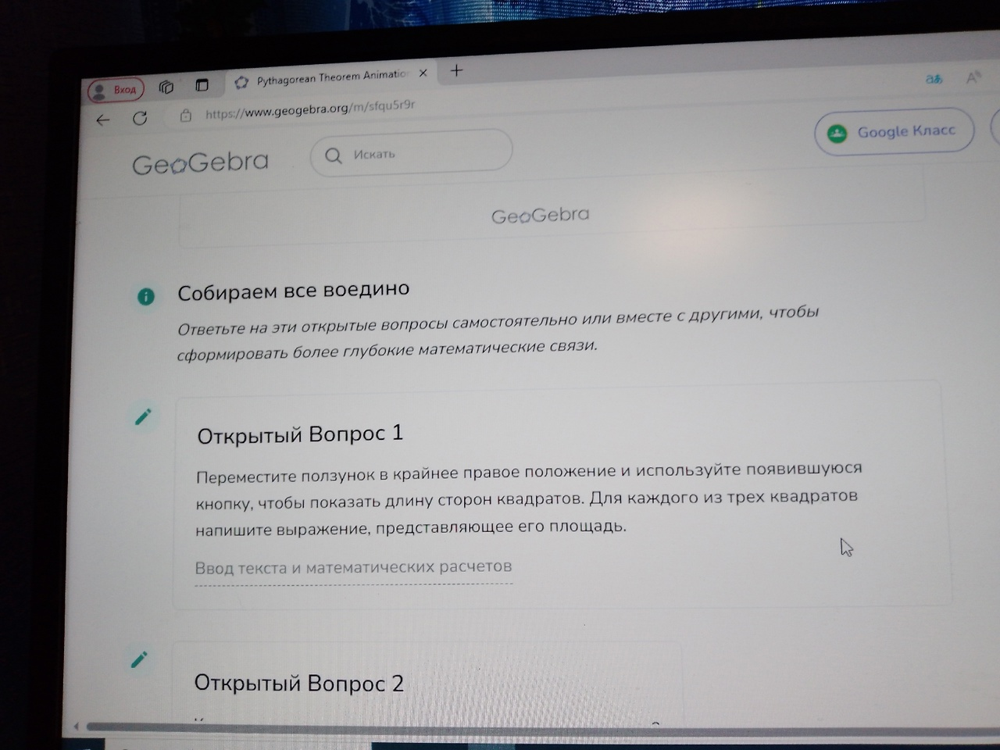 Вход
Pythagorean Theorem Animatio
https://www.geogebra.org/m/sfqu5r9r
GeoGebra
Искать
Google Класс
GeoGebra
Собираем все воедино
Ответьте на эти открытые вопросы самостоятельно или вместе с другими, чтобы
сформировать более глубокие математические связи.
Открытый Вопрос 1
Переместите ползунок в крайнее правое положение и используйте появившуюся
кнопку, чтобы показать длину сторон квадратов. Для каждого из трех квадратов
напишите выражение, представляющее его площадь.
Ввод текста и математических расчетов
Открытый Вопрос 2